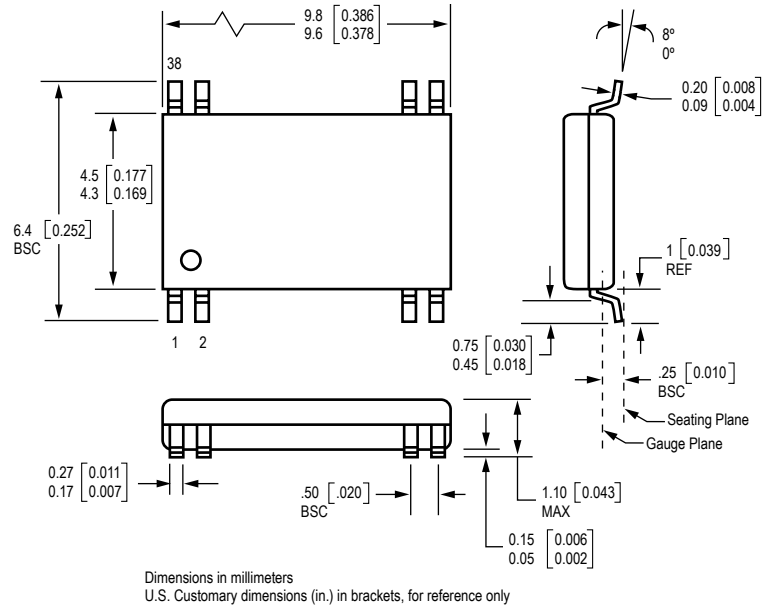 9.8 [0.386]
9.6 [0.378]
8º
0º
38
0.20 [0.008]
0.09 [0.004]
4.5 [0.177]
4.3 [0.169]
6.4 [0.252]
BSC
1 [0.039]
REF
1 2
0.75 [0.030]
0.45 [0.018]
.25 [0.010]
BSC
Seating Plane
Gauge Plane
0.27 [0.011]
0.17 [0.007]
.50 [.020]
BSC
1.10 [0.043]
MAX
0.15 [0.006]
0.05 [0.002]
Dimensions in millimeters
U.S. Customary dimensions (in.) in brackets, for reference only